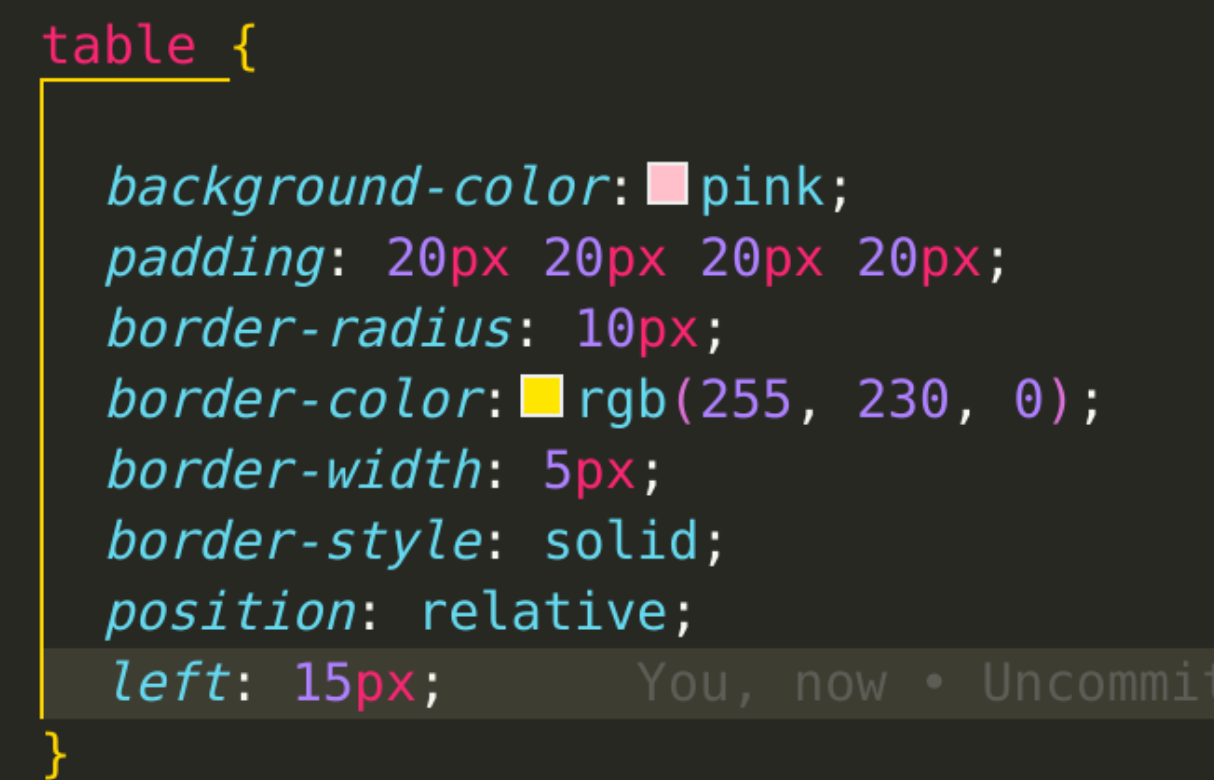 table {
background-color: pink;
padding: 20px 20px 20px 20px;
border-radius: 10px;
border-color: rgb(255, 230, 0);
border-width: 5px;
border-style: solid;
position: relative;
left: 15px; You, now • Uncommit
}